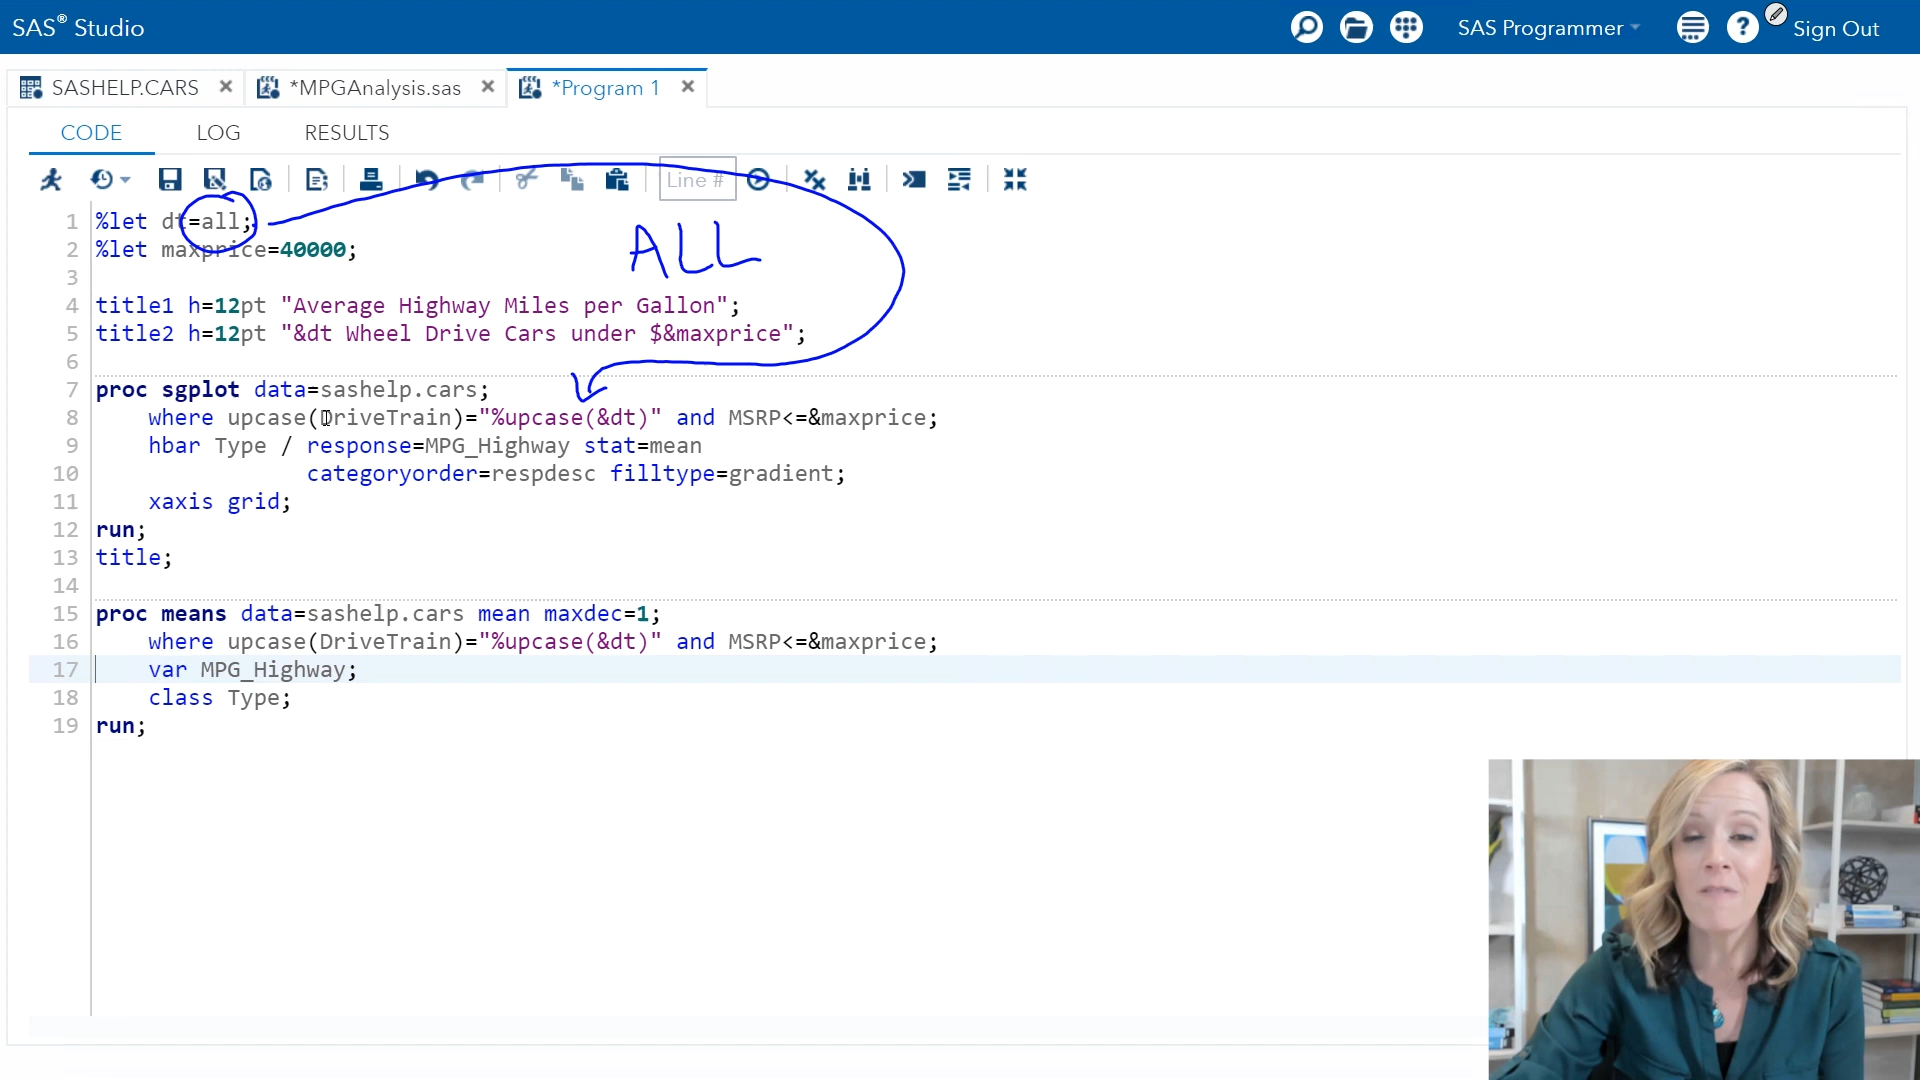 SAS® Studio
SAS Programmer
Sign Out
SASHELP.CARS
*MPGAnalysis.sas
*Program 1
CODE
LOG
RESULTS
Line #
1 %let dt=all;
2 %let maxprice=40000;
ALL
3
4 title1 h=12pt "Average Highway Miles per Gallon";
5 title2 h=12pt "&dt Wheel Drive Cars under $&maxprice";
6
7 proc sgplot data=sashelp.cars;
8 where upcase(DriveTrain)="%upcase(&dt)" and MSRP<=&maxprice;
9 hbar Type / response=MPG_Highway stat=mean
10 categoryorder=respdesc filltype=gradient;
11 xaxis grid;
12 run;
13 title;
14
15 proc means data=sashelp.cars mean maxdec=1;
16 where upcase(DriveTrain)="%upcase(&dt)" and MSRP<=&maxprice;
17 var MPG_Highway;
18 class Type;
19 run;